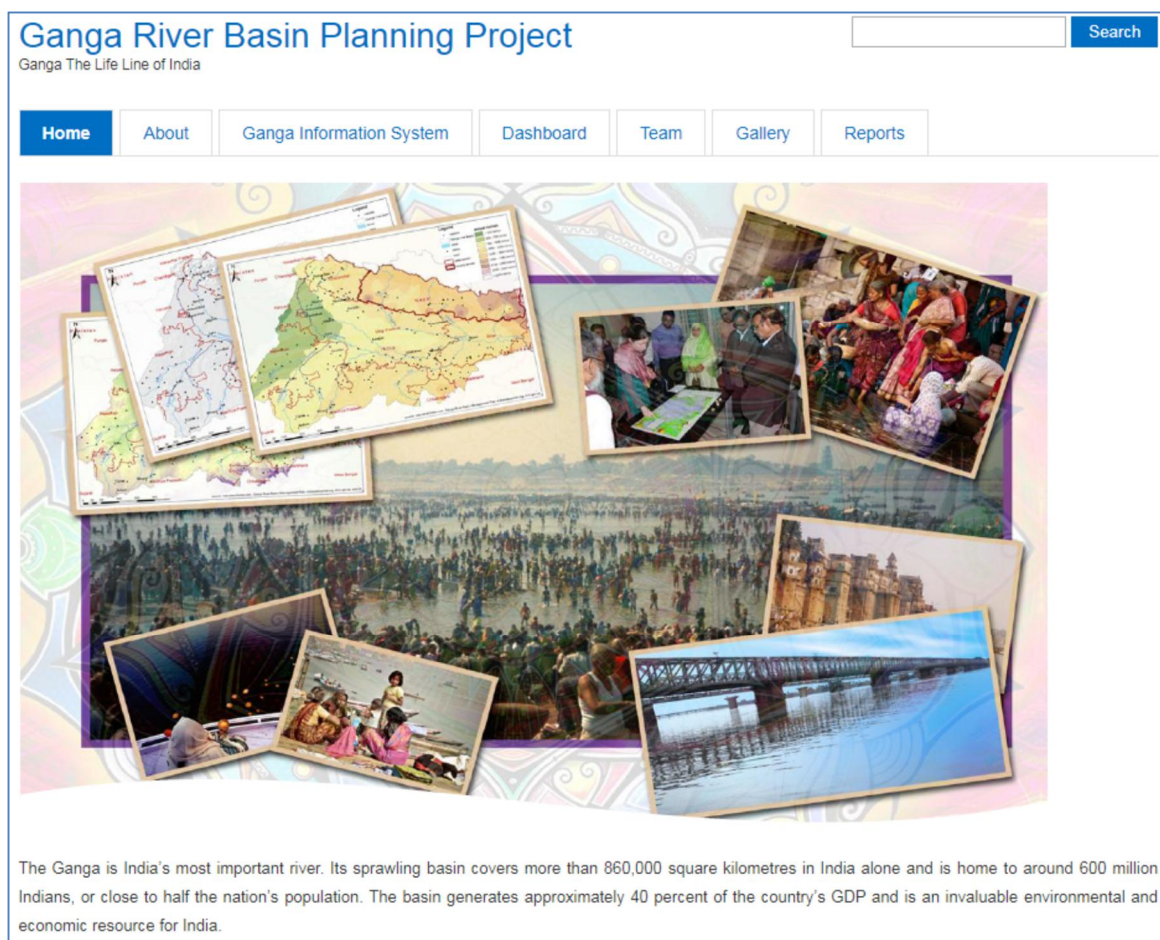 Ganga River Basin Planning Project
Search
Ganga The Life Line of India
Home
About
Ganga Information System
Dashboard
Team
Gallery
Reports
The Ganga is India's most important river. Its sprawling basin covers more than 860,000 square kilometres in India alone and is home to around 600 million
Indians, or close to half the nation's population. The basin generates approximately 40 percent of the country's GDP and is an invaluable environmental and
economic resource for India.